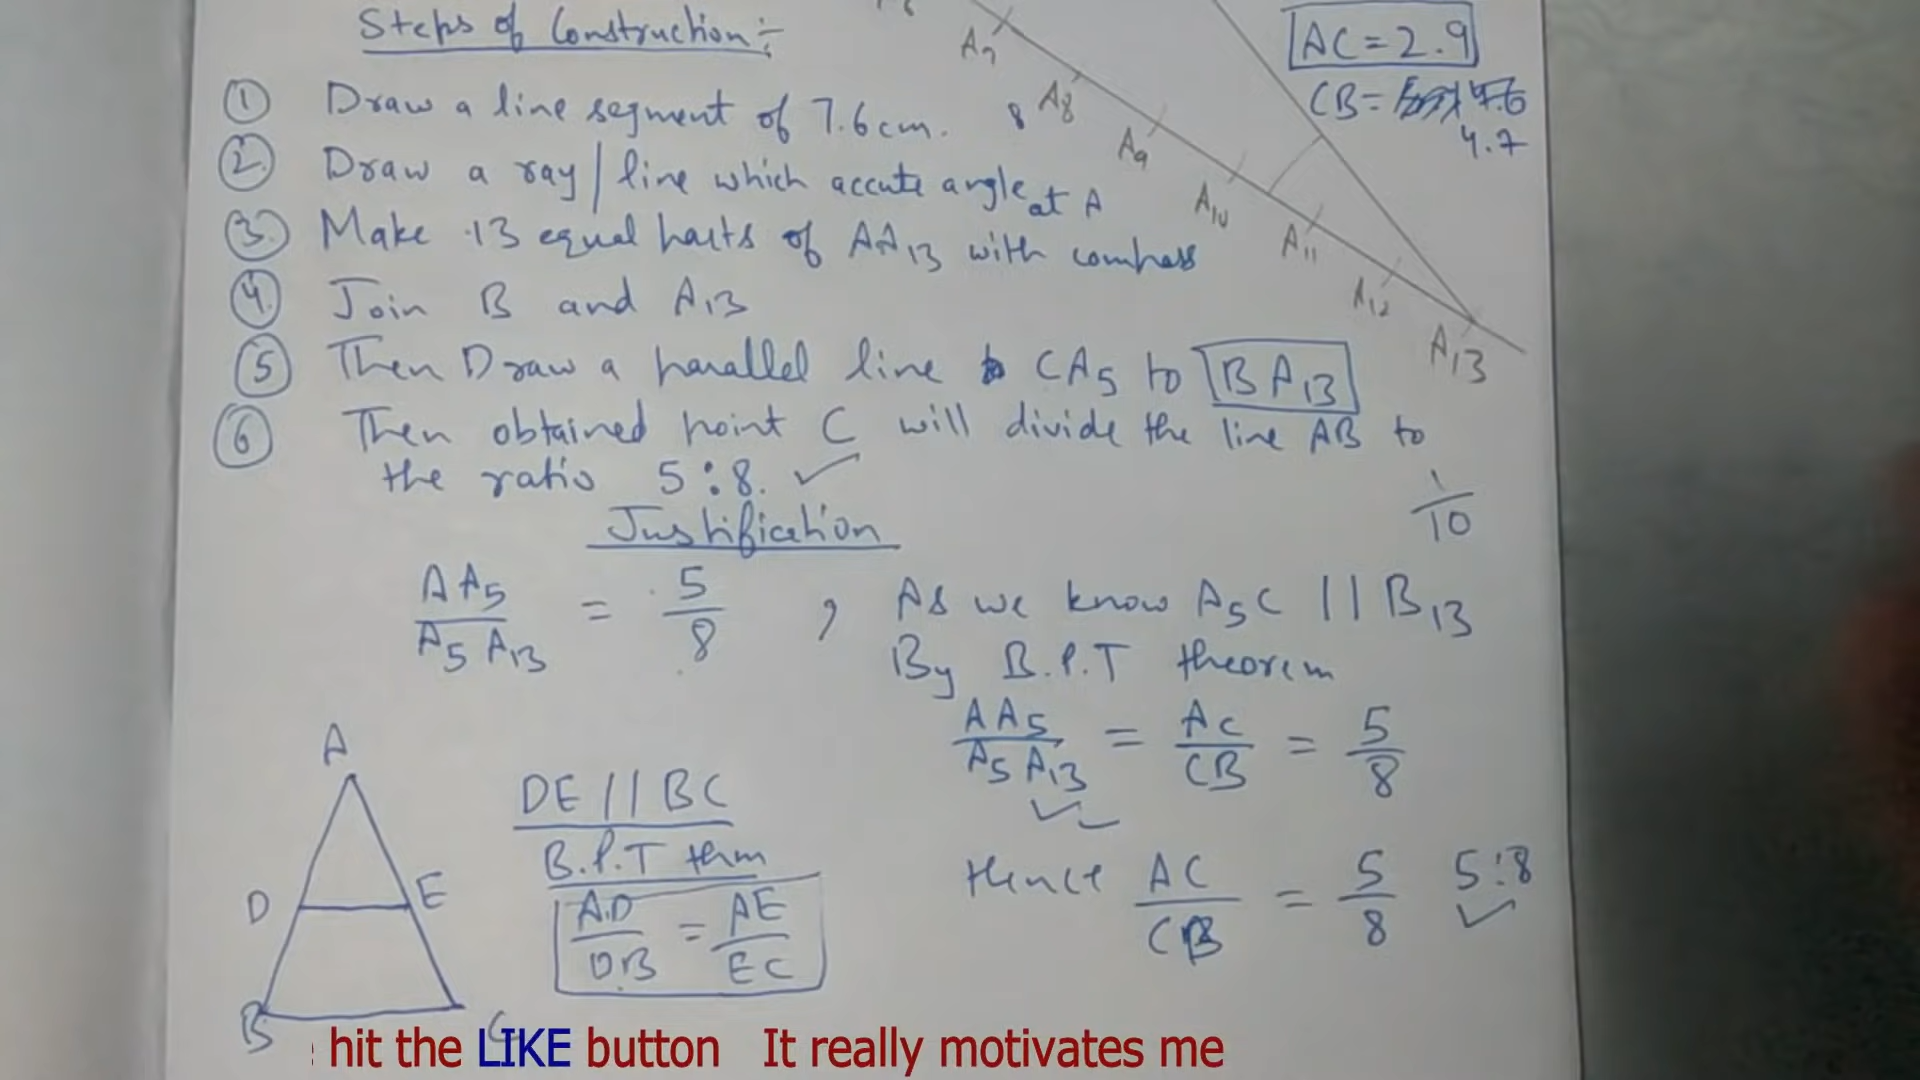 Steps of Construction:-
AC = 2.9
CB = 4.6
4.7
A7
A8
8
A9
A10
A11
A12
A13
① Draw a line segment of 7.6 cm.
② Draw a ray/line which accute angle at A
③ Make 13 equal parts of AA13 with compass
④ Join B and A13
⑤ Then Draw a parallel line CA5 to BA13
⑥ Then obtained point C will divide the line AB to
the ratio 5:8. ✓
1/10
Justification
AA5/A5A13 = 5/8 , As we know A5C || B13
By B.P.T theorem
AA5/A5A13 = AC/CB = 5/8
Hence AC/CB = 5/8 5:8 ✓
A
D E
B C
DE || BC
B.P.T thm
AD/DB = AE/EC
hit the LIKE button It really motivates me